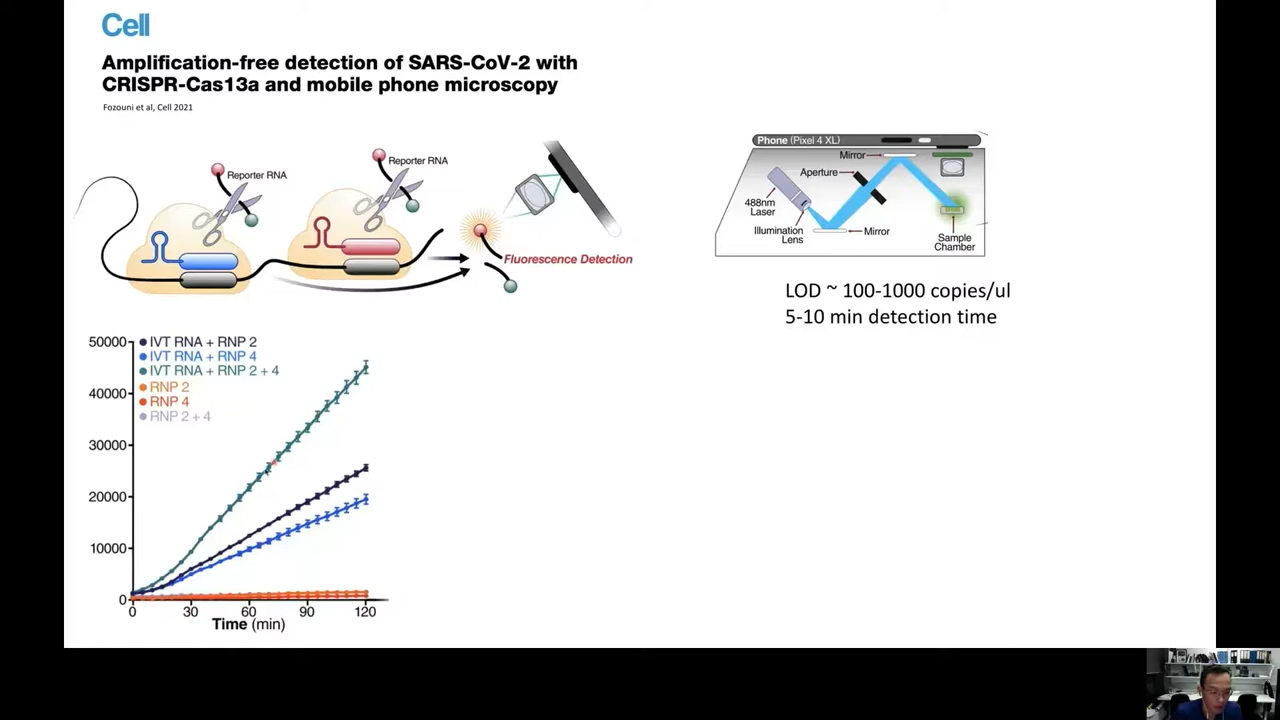 Cell
Amplification-free detection of SARS-CoV-2 with
CRISPR-Cas13a and mobile phone microscopy
Fozouni et al, Cell 2021
Reporter RNA
Reporter RNA
Fluorescence Detection
Phone (Pixel 4 XL)
Mirror
Aperture
488nm
Laser
Illumination
Lens
Mirror
Sample
Chamber
LOD ~ 100-1000 copies/ul
5-10 min detection time
50000
40000
30000
20000
10000
0
IVT RNA + RNP 2
IVT RNA + RNP 4
IVT RNA + RNP 2 + 4
RNP 2
RNP 4
RNP 2 + 4
0 30 60 90 120
Time (min)